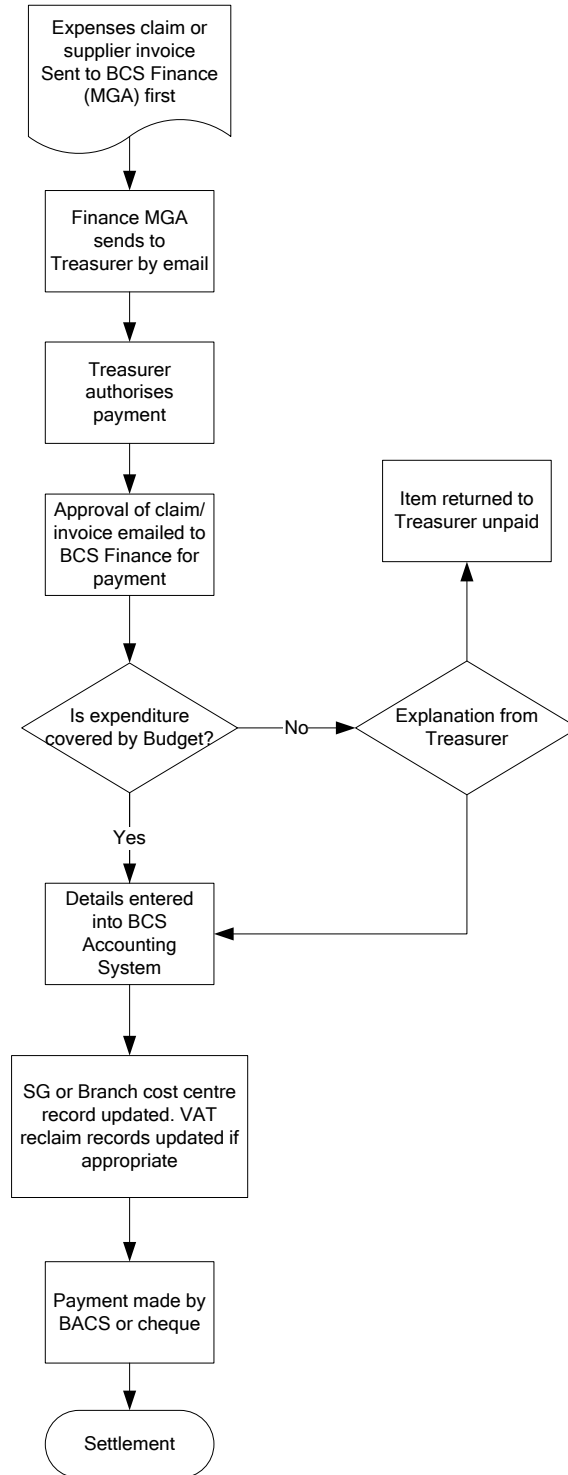 Expenses claim or
supplier invoice
Sent to BCS Finance
(MGA) first
Finance MGA
sends to
Treasurer by email
Treasurer
authorises
payment
Approval of claim/
invoice emailed to
BCS Finance for
payment
Item returned to
Treasurer unpaid
Is expenditure
covered by Budget?
No
Explanation from
Treasurer
Yes
Details entered
into BCS
Accounting
System
SG or Branch cost centre
record updated. VAT
reclaim records updated if
appropriate
Payment made by
BACS or cheque
Settlement